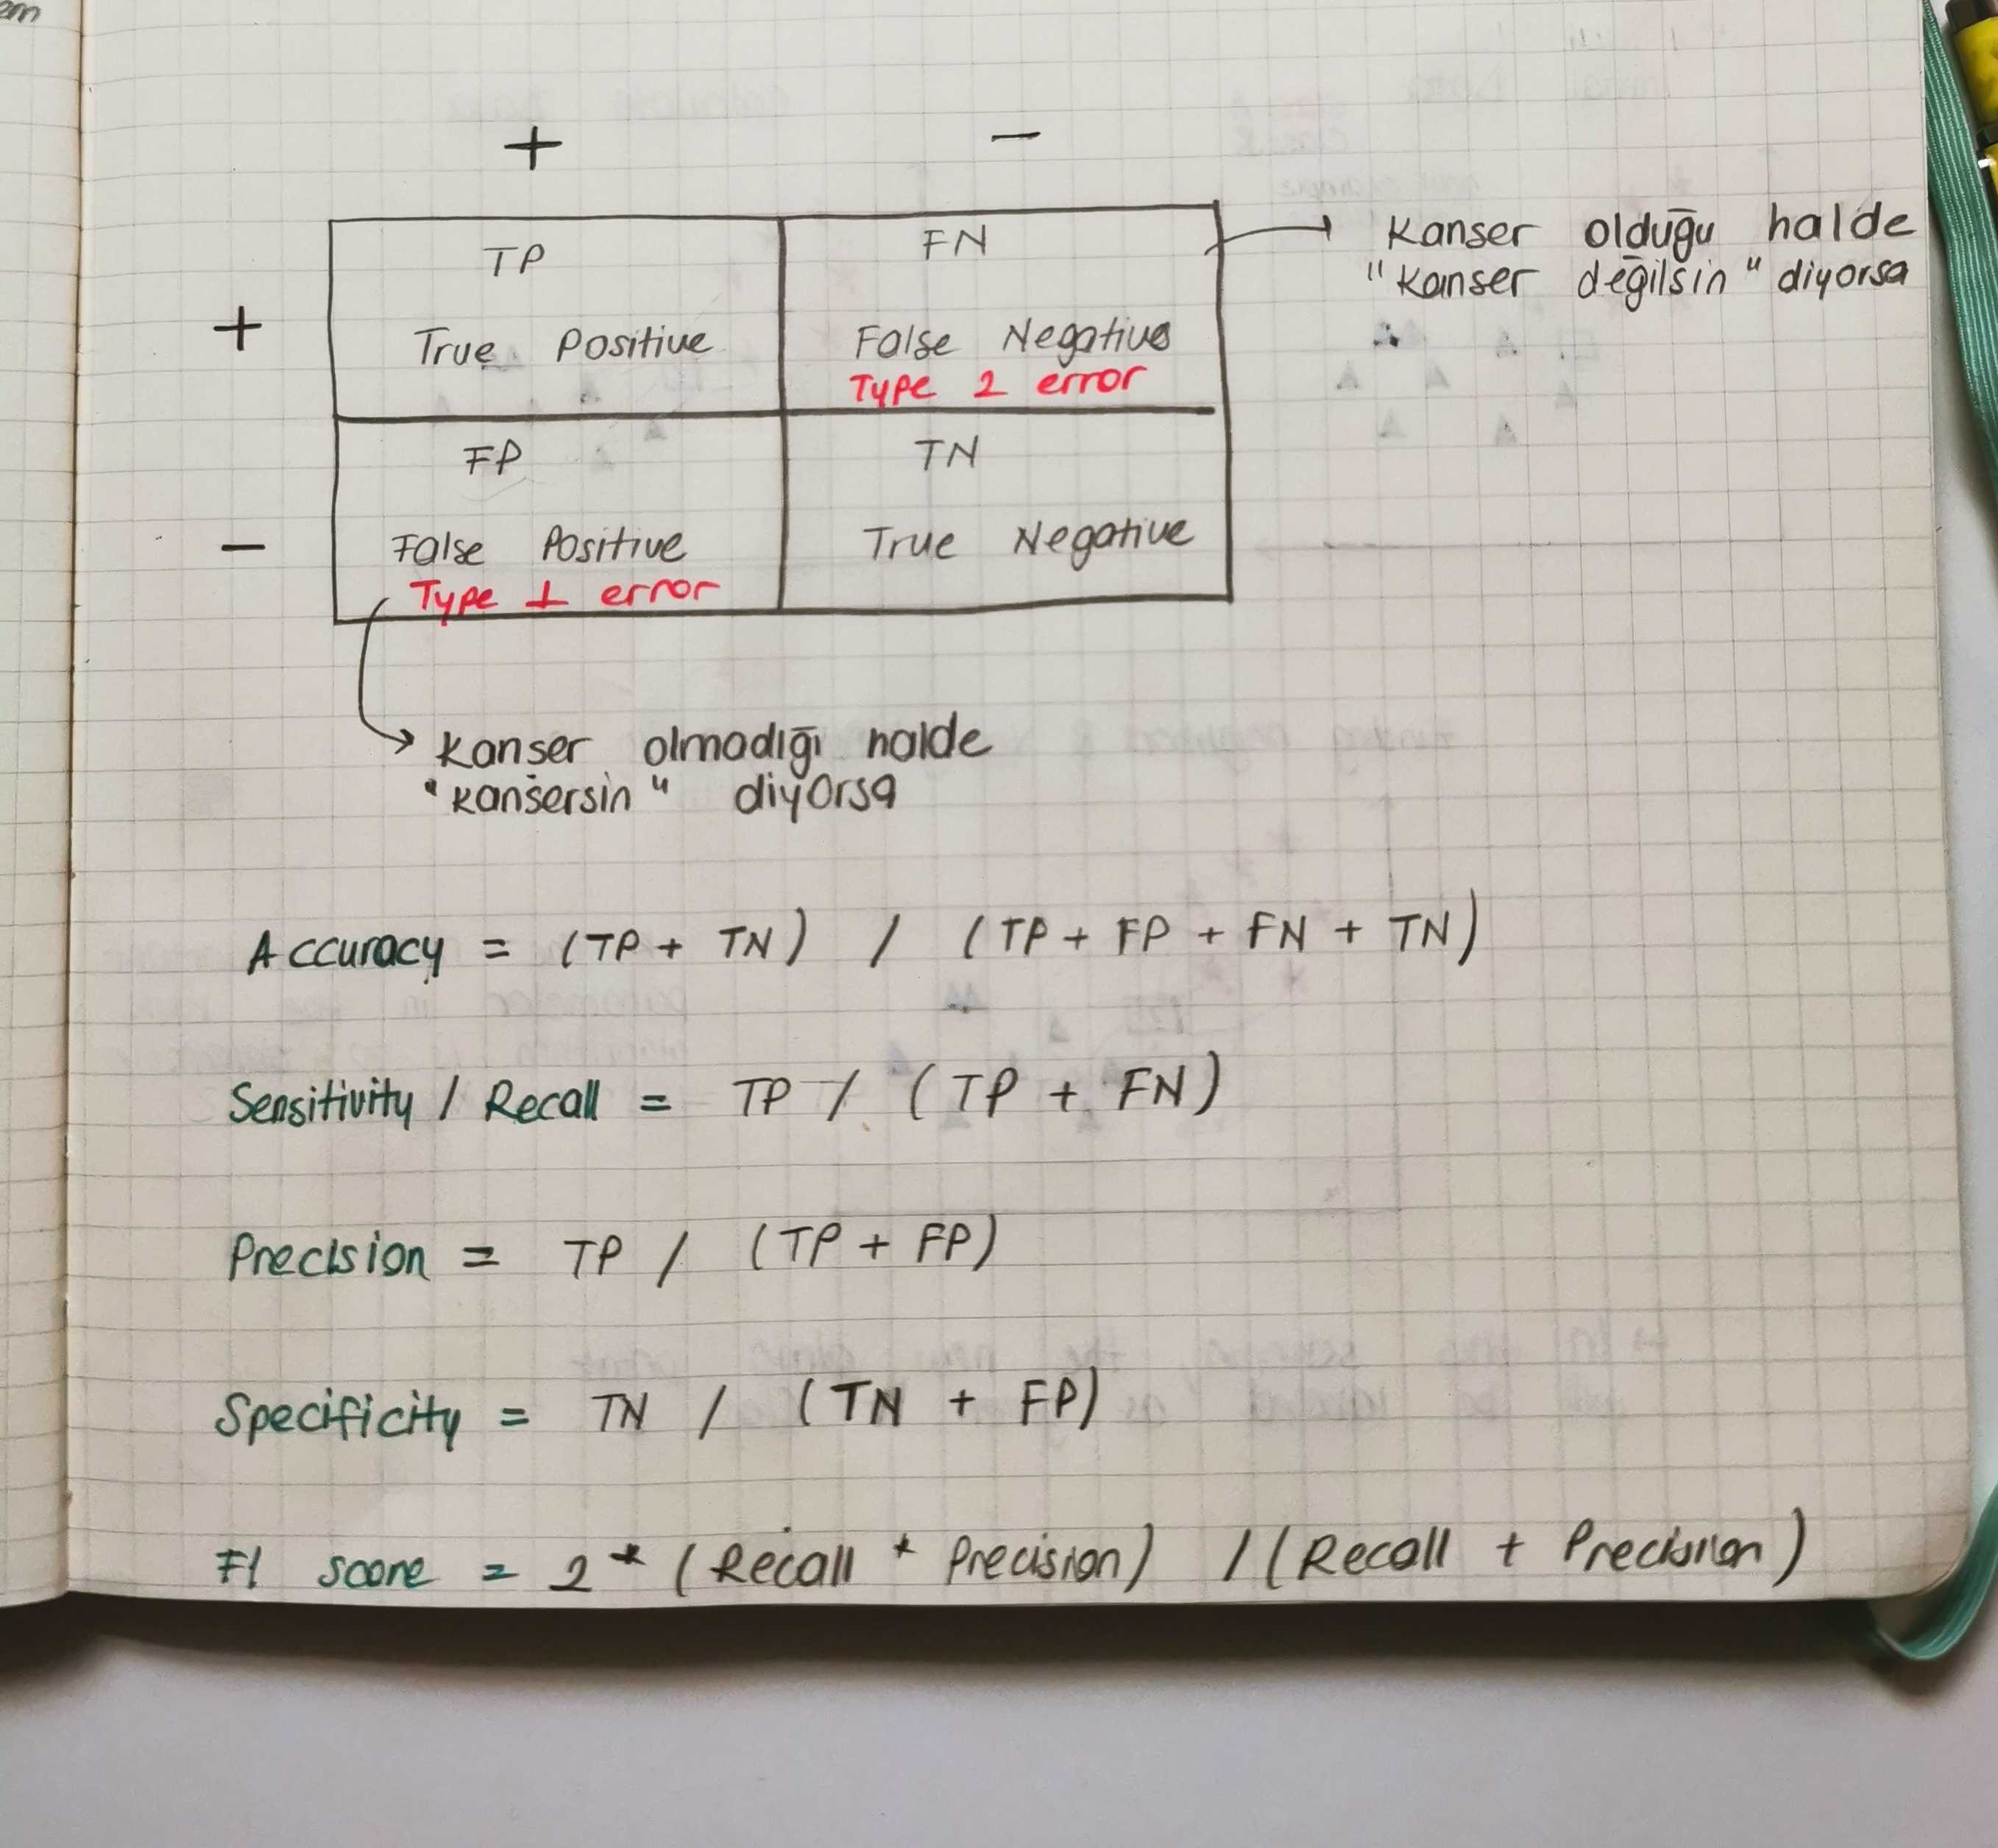 em
+ −
TP FN
+ True Positive False Negative
Type 2 error
Kanser olduğu halde
"Kanser değilsin" diyorsa
FP TN
− False Positive True Negative
Type 1 error
Kanser olmadığı halde
"kansersin" diyorsa
Accuracy = (TP + TN) / (TP + FP + FN + TN)
Sensitivity / Recall = TP / (TP + FN)
Precision = TP / (TP + FP)
Specificity = TN / (TN + FP)
F1 score = 2 * (Recall * Precision) / (Recall + Precision)